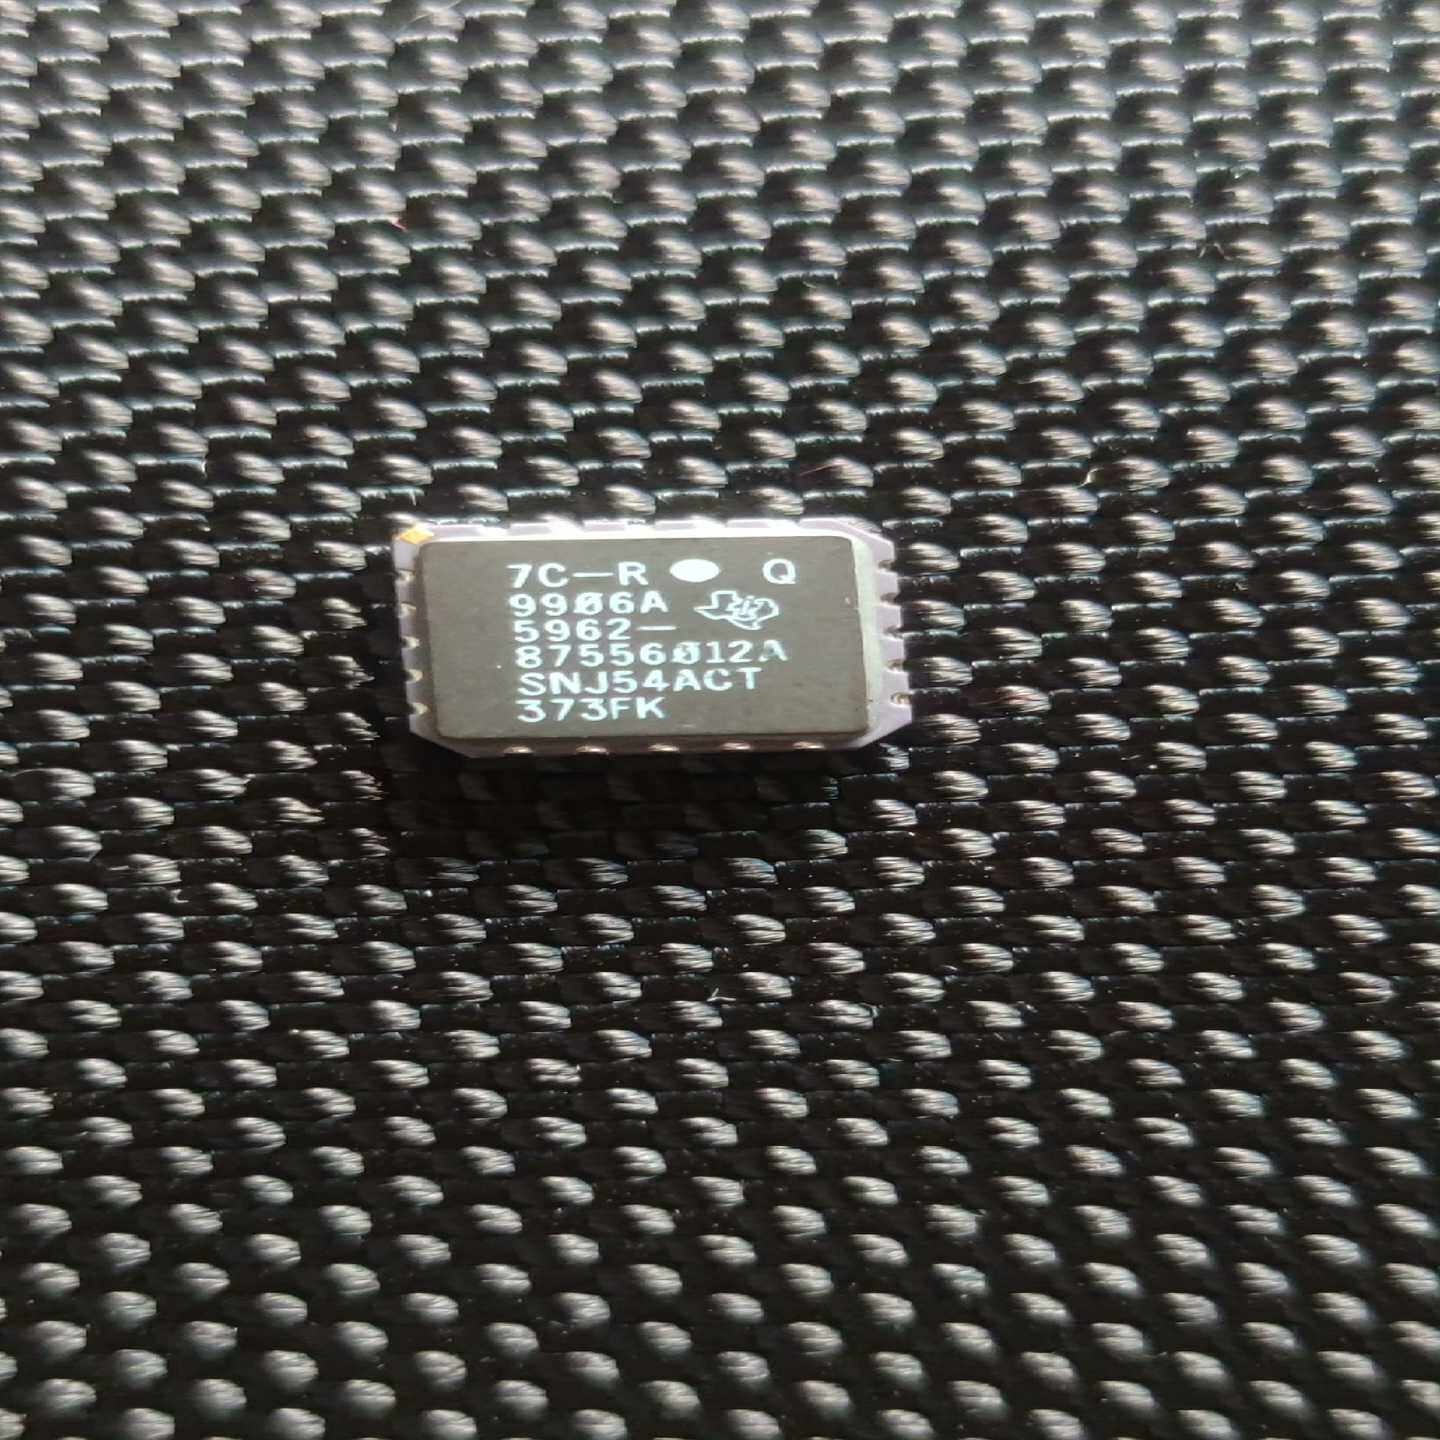 7C-R Q
9906A
5962-
87556012A
SNJ54ACT
373FK